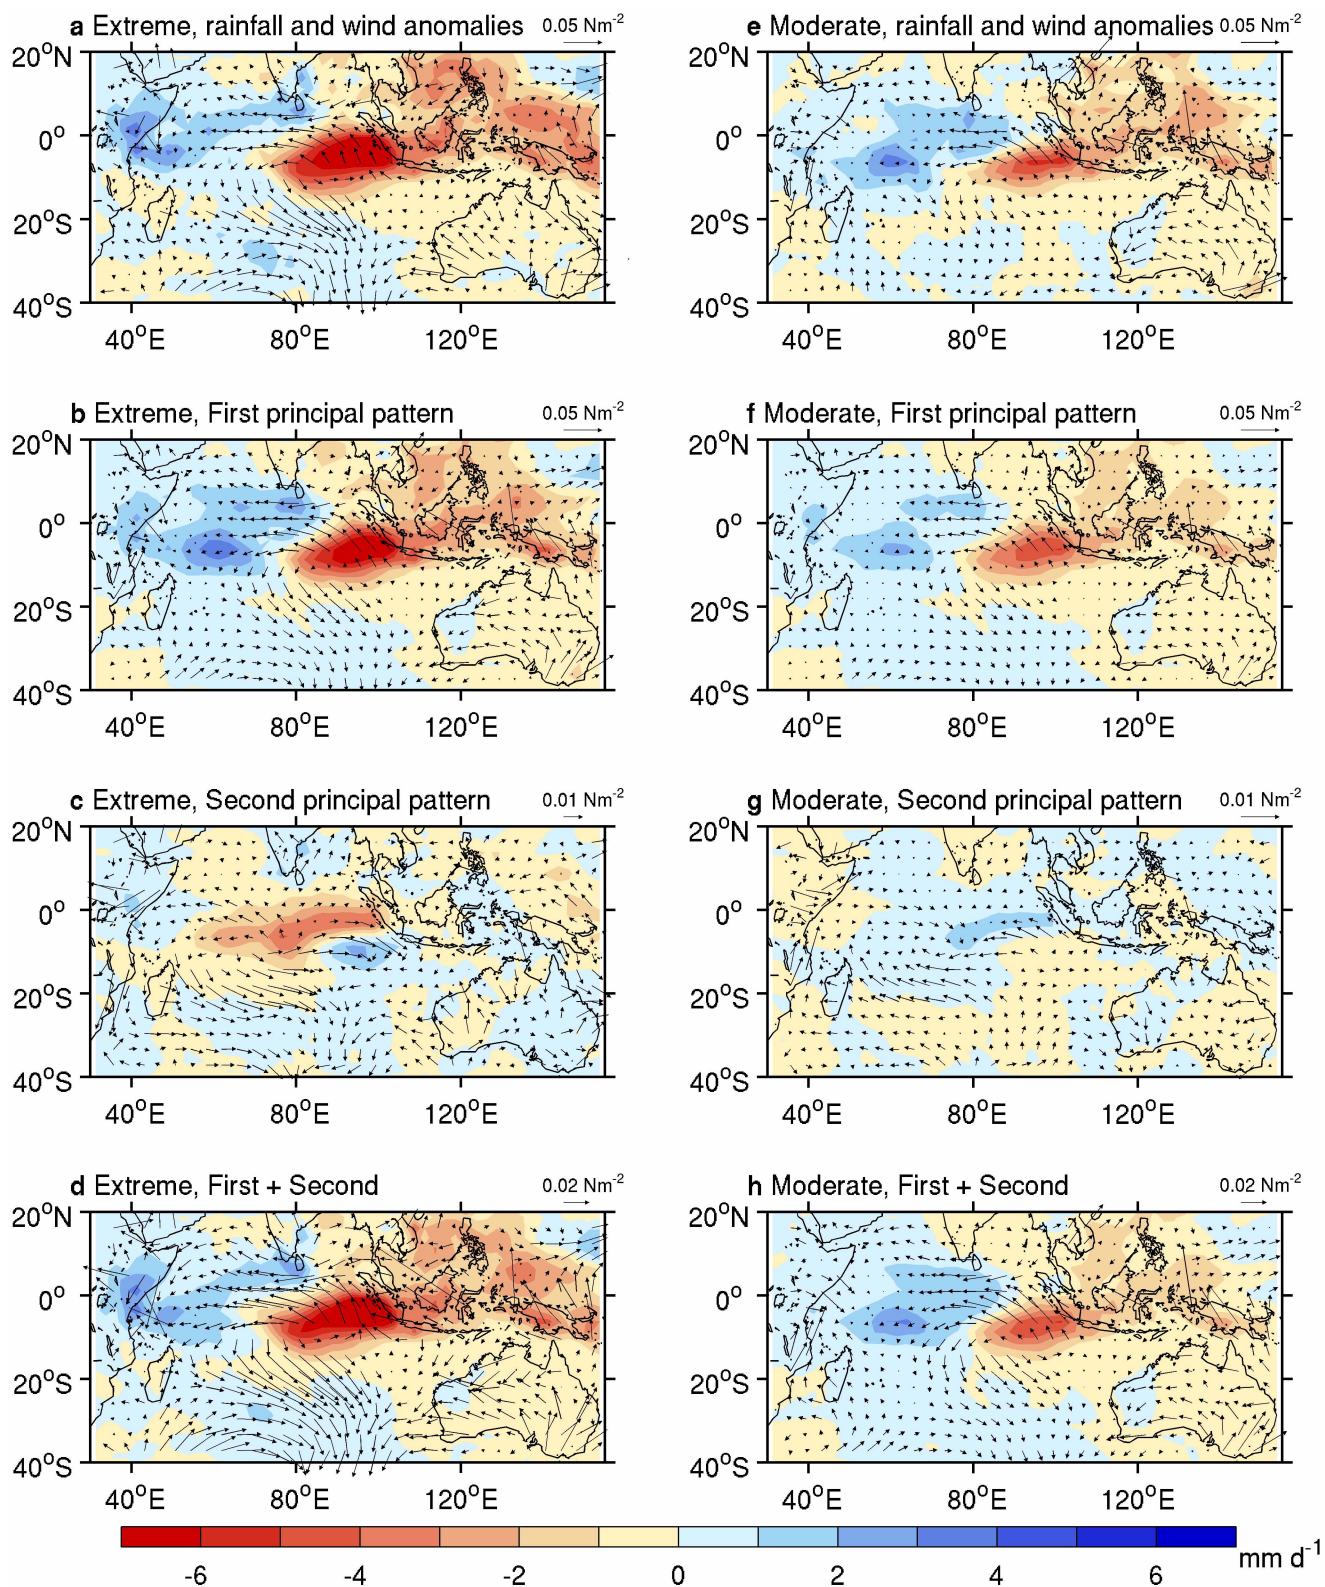 a Extreme, rainfall and wind anomalies 0.05 Nm-2
20°N
0°
20°S
40°S
40°E 80°E 120°E
e Moderate, rainfall and wind anomalies 0.05 Nm-2
20°N
0°
20°S
40°S
40°E 80°E 120°E
b Extreme, First principal pattern 0.05 Nm-2
20°N
0°
20°S
40°S
40°E 80°E 120°E
f Moderate, First principal pattern 0.05 Nm-2
20°N
0°
20°S
40°S
40°E 80°E 120°E
c Extreme, Second principal pattern 0.01 Nm-2
20°N
0°
20°S
40°S
40°E 80°E 120°E
g Moderate, Second principal pattern 0.01 Nm-2
20°N
0°
20°S
40°S
40°E 80°E 120°E
d Extreme, First + Second 0.02 Nm-2
20°N
0°
20°S
40°S
40°E 80°E 120°E
h Moderate, First + Second 0.02 Nm-2
20°N
0°
20°S
40°S
40°E 80°E 120°E
-6 -4 -2 0 2 4 6 mm d-1